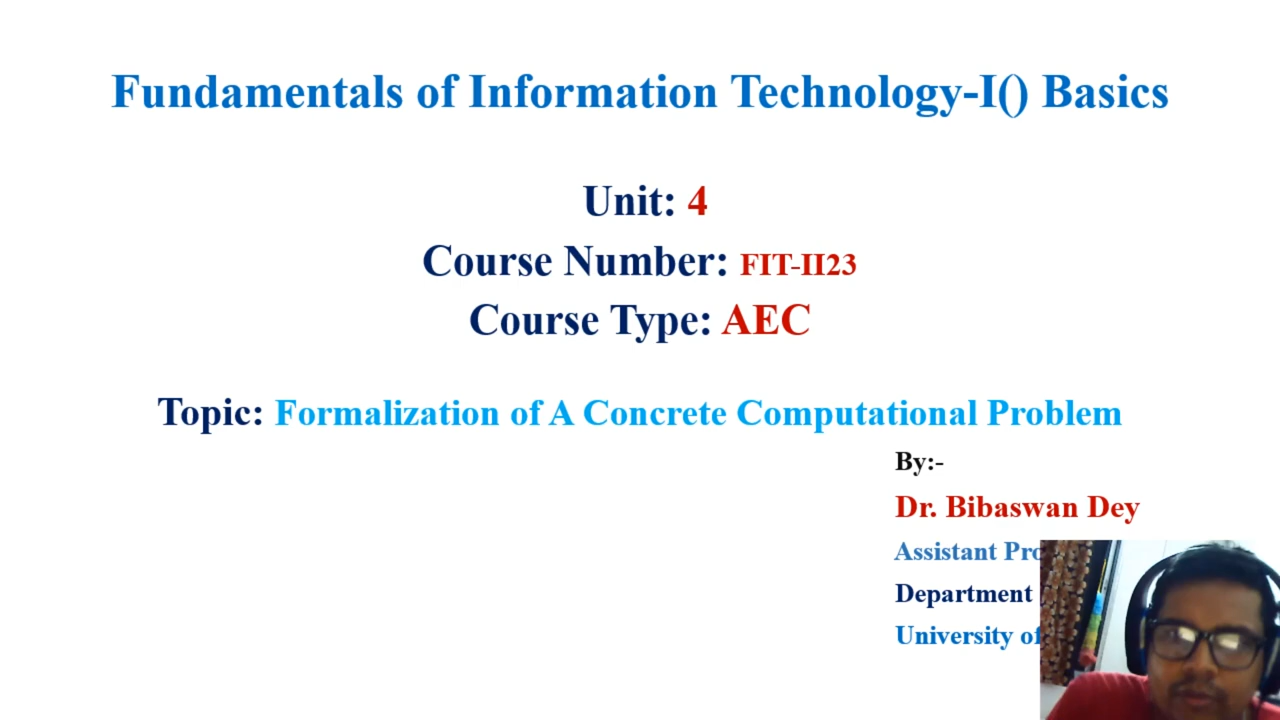 Fundamentals of Information Technology-I() Basics
Unit: 4
Course Number: FIT-II23
Course Type: AEC
Topic: Formalization of A Concrete Computational Problem
By:-
Dr. Bibaswan Dey
Assistant
Department
University of